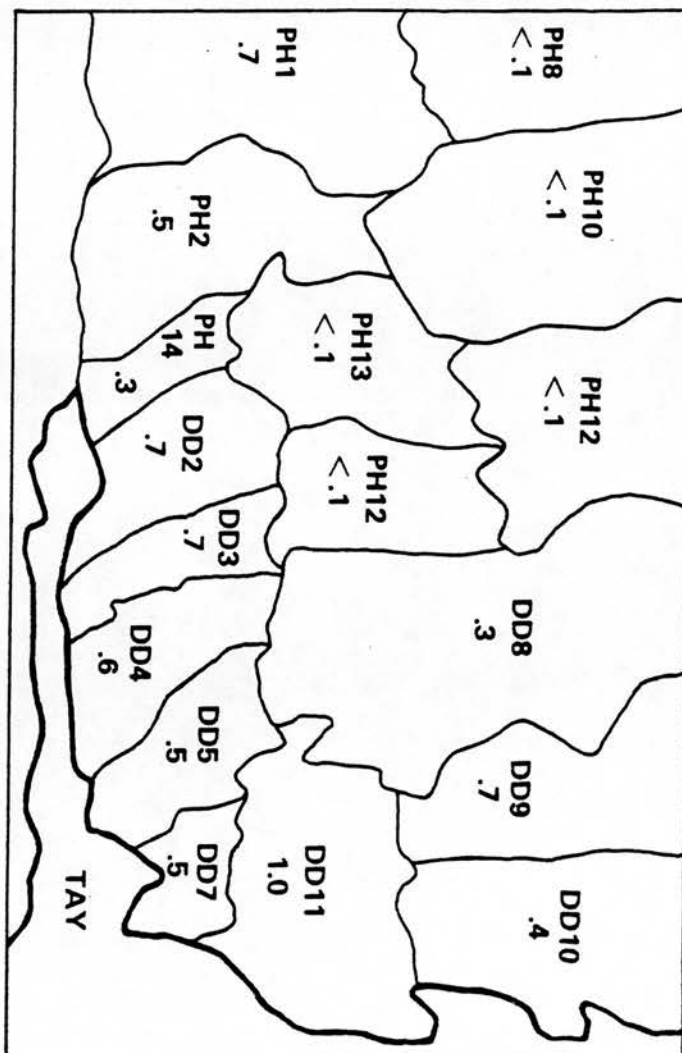 PH8
< .1
PH10
< .1
PH12
< .1
DD8
.3
DD9
.7
DD10
.4
PH1
.7
PH2
.5
PH13
< .1
PH12
< .1
DD11
1.0
PH
14
.3
DD2
.7
DD3
.7
DD4
.6
DD5
.5
DD7
.5
TAY